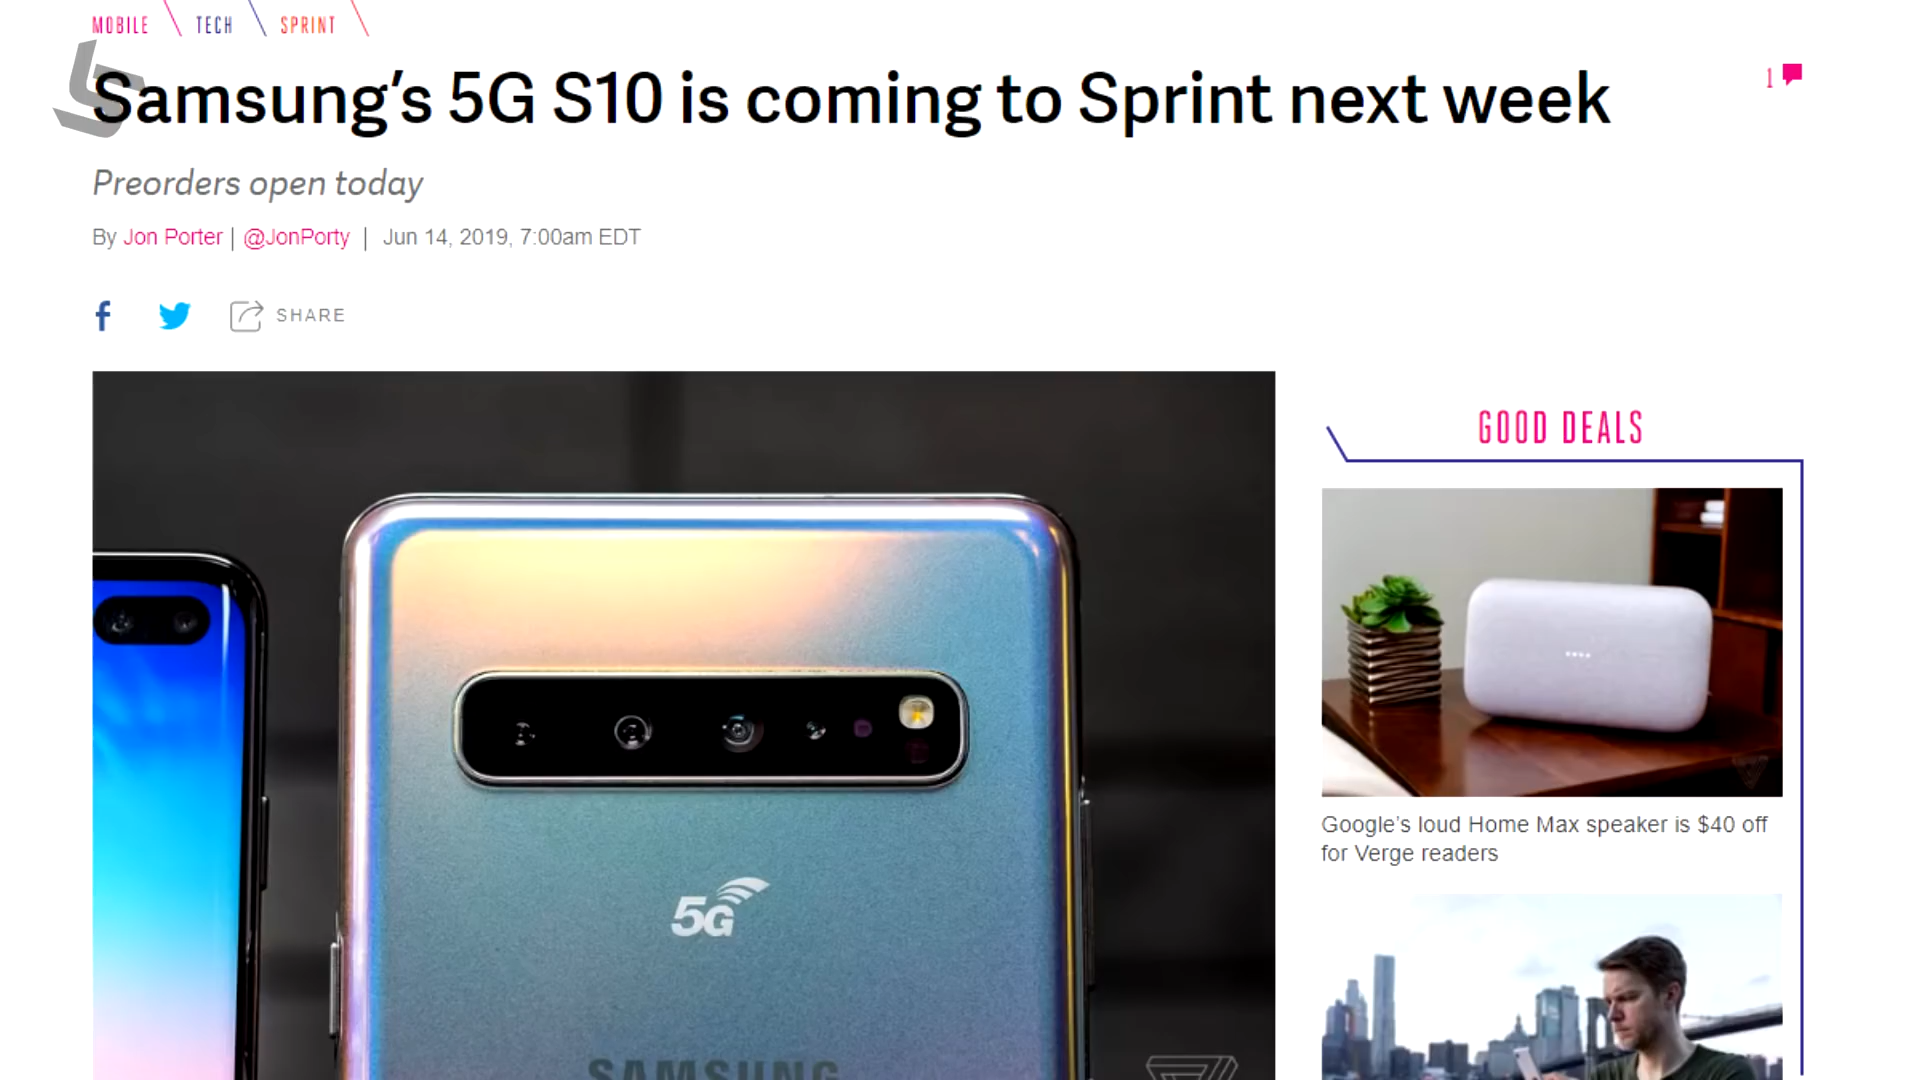 MOBILE TECH SPRINT
Samsung’s 5G S10 is coming to Sprint next week
1
Preorders open today
By Jon Porter | @JonPorty | Jun 14, 2019, 7:00am EDT
f SHARE
5G
SAMSUNG
GOOD DEALS
Google’s loud Home Max speaker is $40 off
for Verge readers